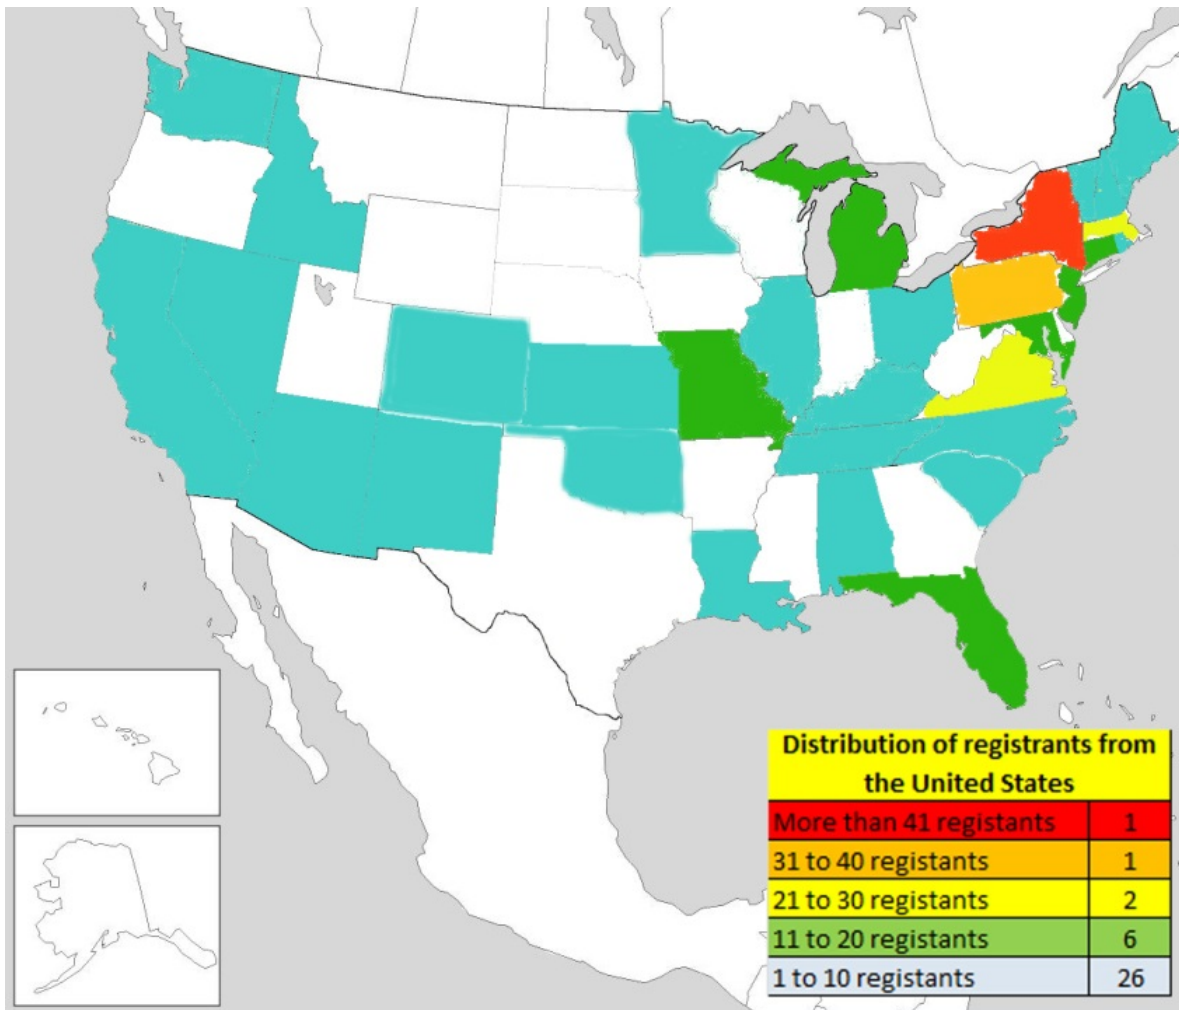 Distribution of registrants from
the United States
More than 41 registants 1
31 to 40 registants 1
21 to 30 registants 2
11 to 20 registants 6
1 to 10 registants 26